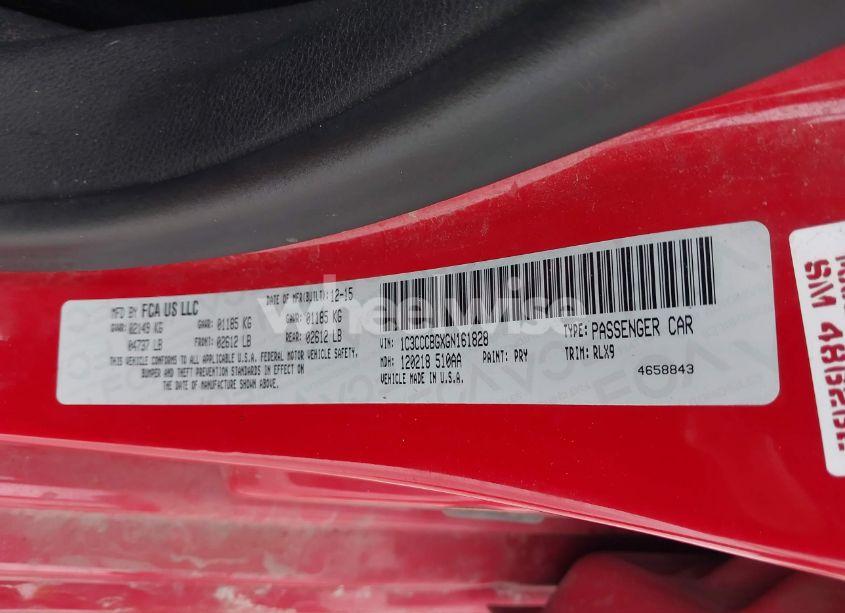 MFD BY FCA US LLC
DATE OF MFR(BUILT): 12-15
GVWR: 02149 KG
GAWR: 01185 KG
GAWR: 01185 KG
04737 LB
FRONT: 02612 LB
REAR: 02612 LB
THIS VEHICLE CONFORMS TO ALL APPLICABLE U.S.A. FEDERAL MOTOR VEHICLE SAFETY,
BUMPER AND THEFT PREVENTION STANDARDS IN EFFECT ON
THE DATE OF MANUFACTURE SHOWN ABOVE.
VIN: 1C3CCCBGXGN161828
TYPE: PASSENGER CAR
MDH: 120218 510AA
PAINT: PRY
TRIM: RLX9
VEHICLE MADE IN U.S.A.
4658843
wheelwise
SM